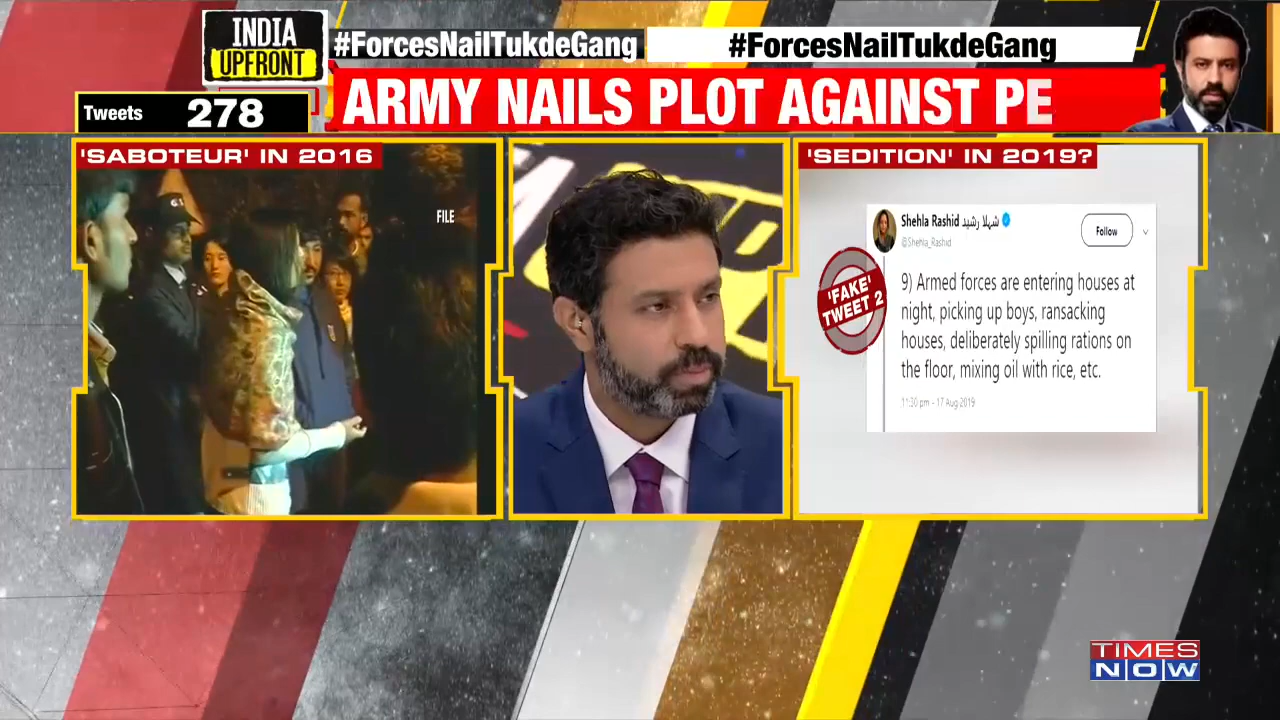 INDIA
UPFRONT
#ForcesNailTukdeGang
#ForcesNailTukdeGang
Tweets 278
ARMY NAILS PLOT AGAINST PE
'SABOTEUR' IN 2016
FILE
'SEDITION' IN 2019?
'FAKE'
TWEET 2
Shehla Rashid شہلا رشید
@Shehla_Rashid
Follow
9) Armed forces are entering houses at
night, picking up boys, ransacking
houses, deliberately spilling rations on
the floor, mixing oil with rice, etc.
11:30 pm - 17 Aug 2019
TIMES
NOW